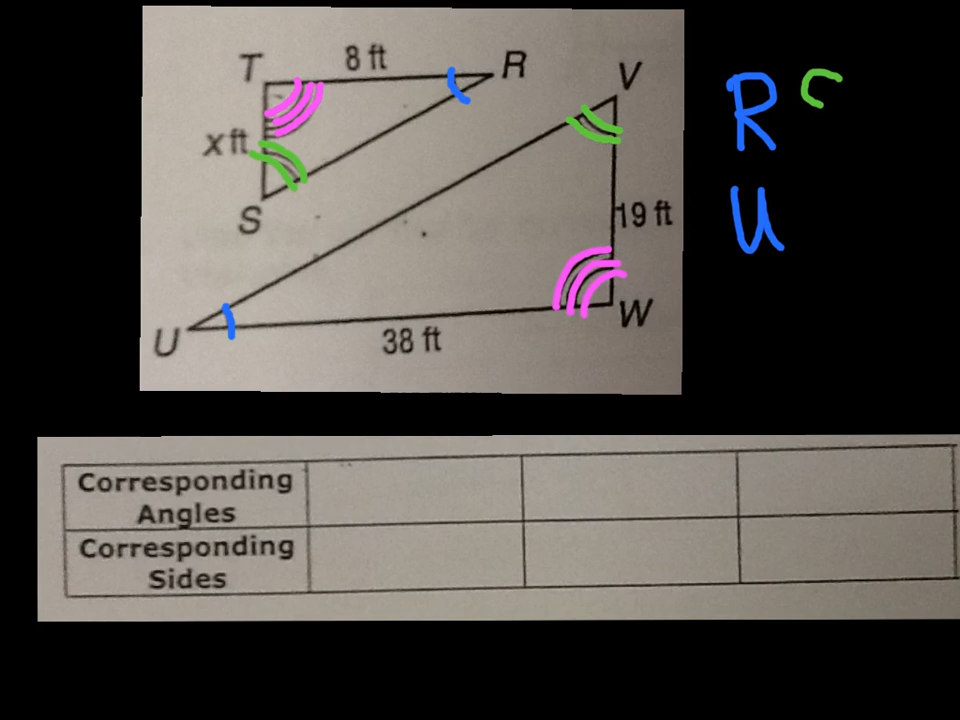 T 8 ft R
V
x ft
S
19 ft
W
U 38 ft
R
U
Corresponding
Angles
Corresponding
Sides